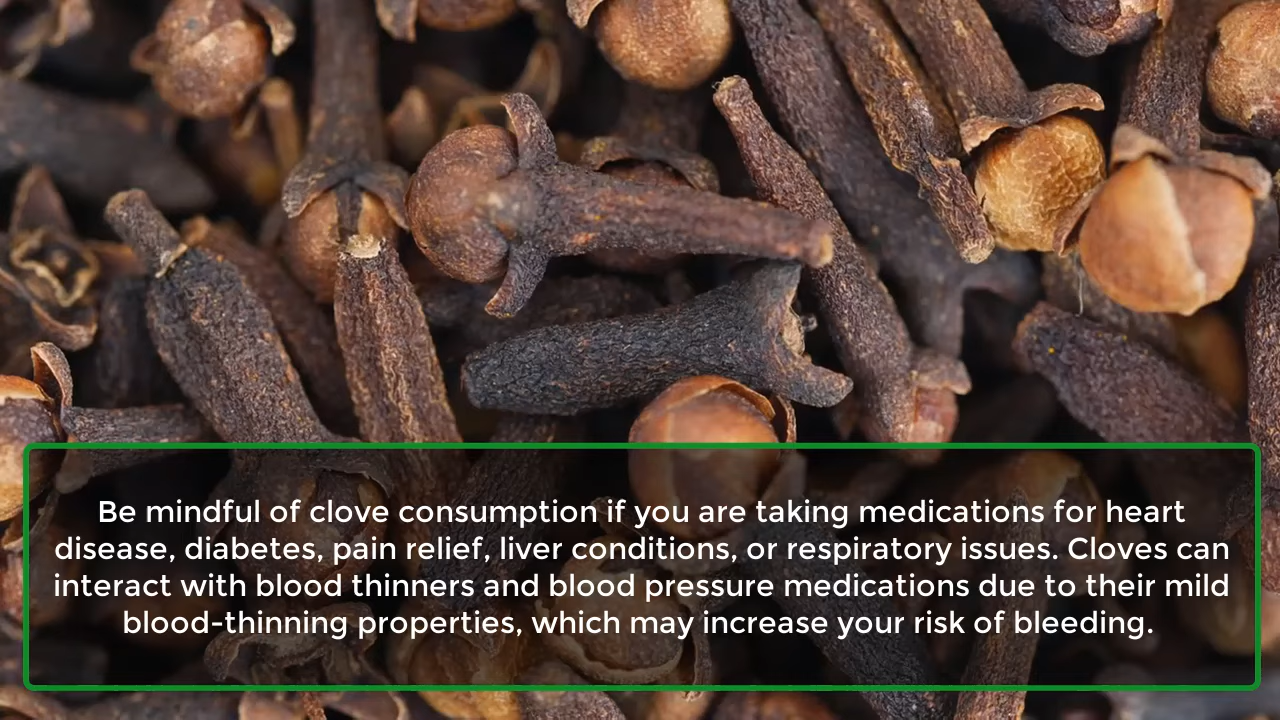 Be mindful of clove consumption if you are taking medications for heart
disease, diabetes, pain relief, liver conditions, or respiratory issues. Cloves can
interact with blood thinners and blood pressure medications due to their mild
blood-thinning properties, which may increase your risk of bleeding.